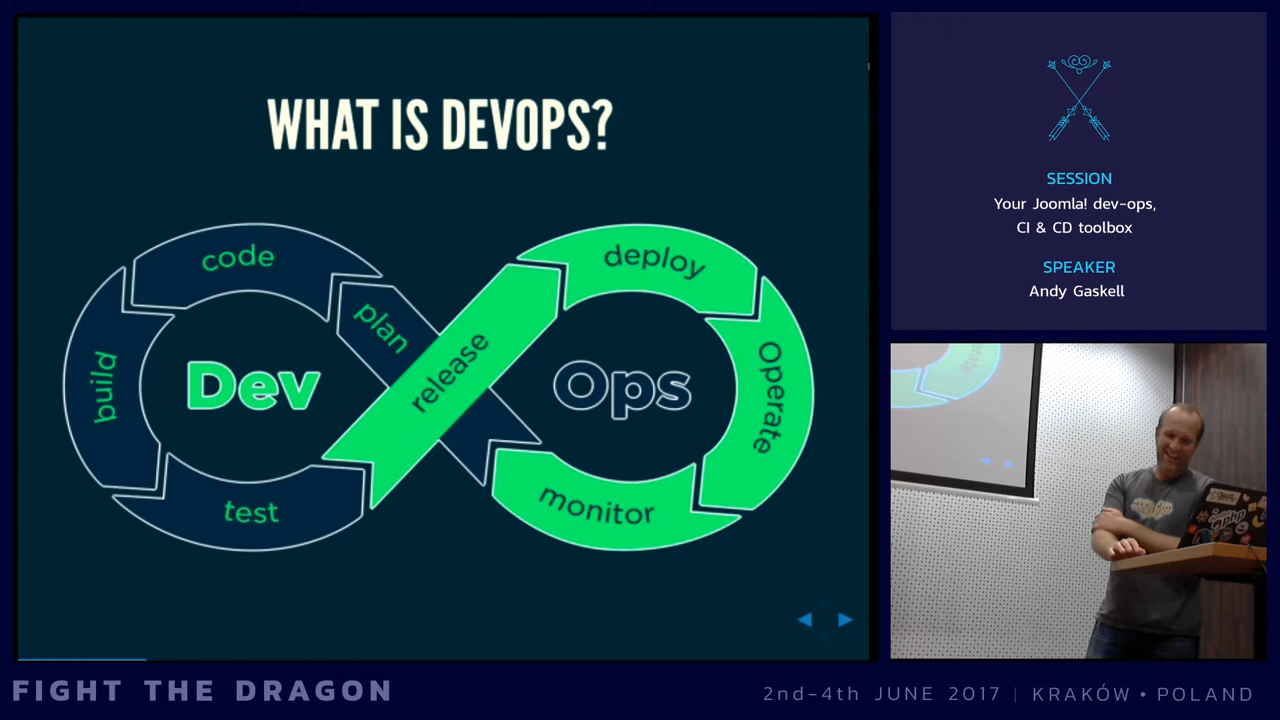 WHAT IS DEVOPS?
code
plan
build
Dev
test
release
deploy
Ops
Operate
monitor
SESSION
Your Joomla! dev-ops,
CI & CD toolbox
SPEAKER
Andy Gaskell
php
FIGHT THE DRAGON
2nd-4th JUNE 2017 | KRAKÓW • POLAND